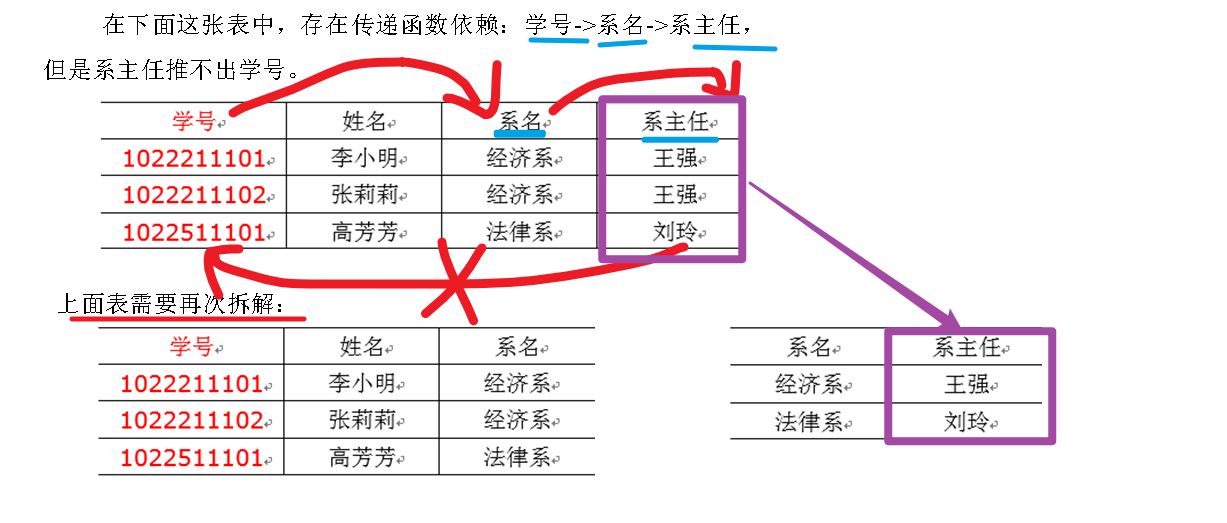 在下面这张表中，存在传递函数依赖：学号->系名->系主任，
但是系主任推不出学号。
学号 姓名 系名 系主任
1022211101 李小明 经济系 王强
1022211102 张莉莉 经济系 王强
1022511101 高芳芳 法律系 刘玲
上面表需要再次拆解：
学号 姓名 系名
1022211101 李小明 经济系
1022211102 张莉莉 经济系
1022511101 高芳芳 法律系
系名 系主任
经济系 王强
法律系 刘玲